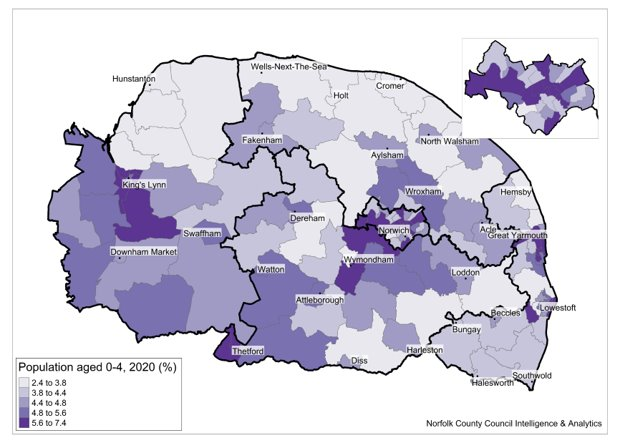 Wells-Next-The-Sea
Hunstanton
Cromer
Holt
Fakenham
North Walsham
Aylsham
King's Lynn
Wroxham
Hemsby
Dereham
Swaffham
Norwich
Acle
Great Yarmouth
Downham Market
Wymondham
Watton
Loddon
Attleborough
Lowestoft
Beccles
Bungay
Thetford
Diss
Harleston
Southwold
Halesworth
Population aged 0-4, 2020 (%)
2.4 to 3.8
3.8 to 4.4
4.4 to 4.8
4.8 to 5.6
5.6 to 7.4
Norfolk County Council Intelligence & Analytics